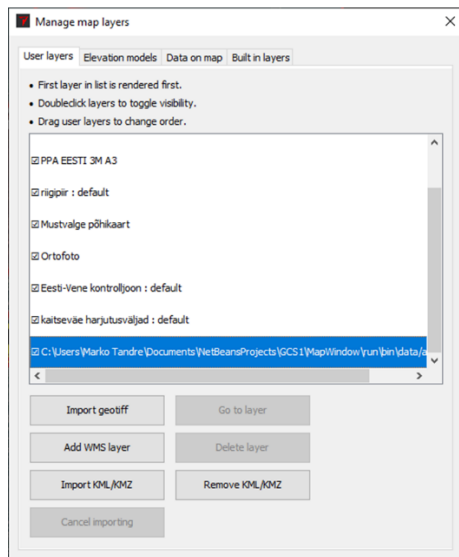 Manage map layers
User layers Elevation models Data on map Built in layers
• First layer in list is rendered first.
• Doubleclick layers to toggle visibility.
• Drag user layers to change order.
PPA EESTI 3M A3
riigipiir : default
Mustvalge põhikaart
Ortofoto
Eesti-Vene kontrolljoon : default
kaitseväe harjutusväljad : default
C:\Users\Marko Tandre\Documents\NetBeansProjects\GCS1\MapWindow\run\bin\data/a
Import geotiff Go to layer
Add WMS layer Delete layer
Import KML/KMZ Remove KML/KMZ
Cancel importing